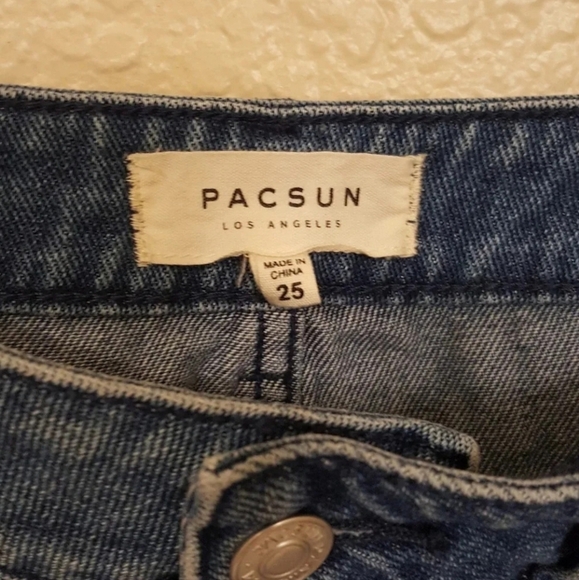 PACSUN
LOS ANGELES
MADE IN
CHINA
25